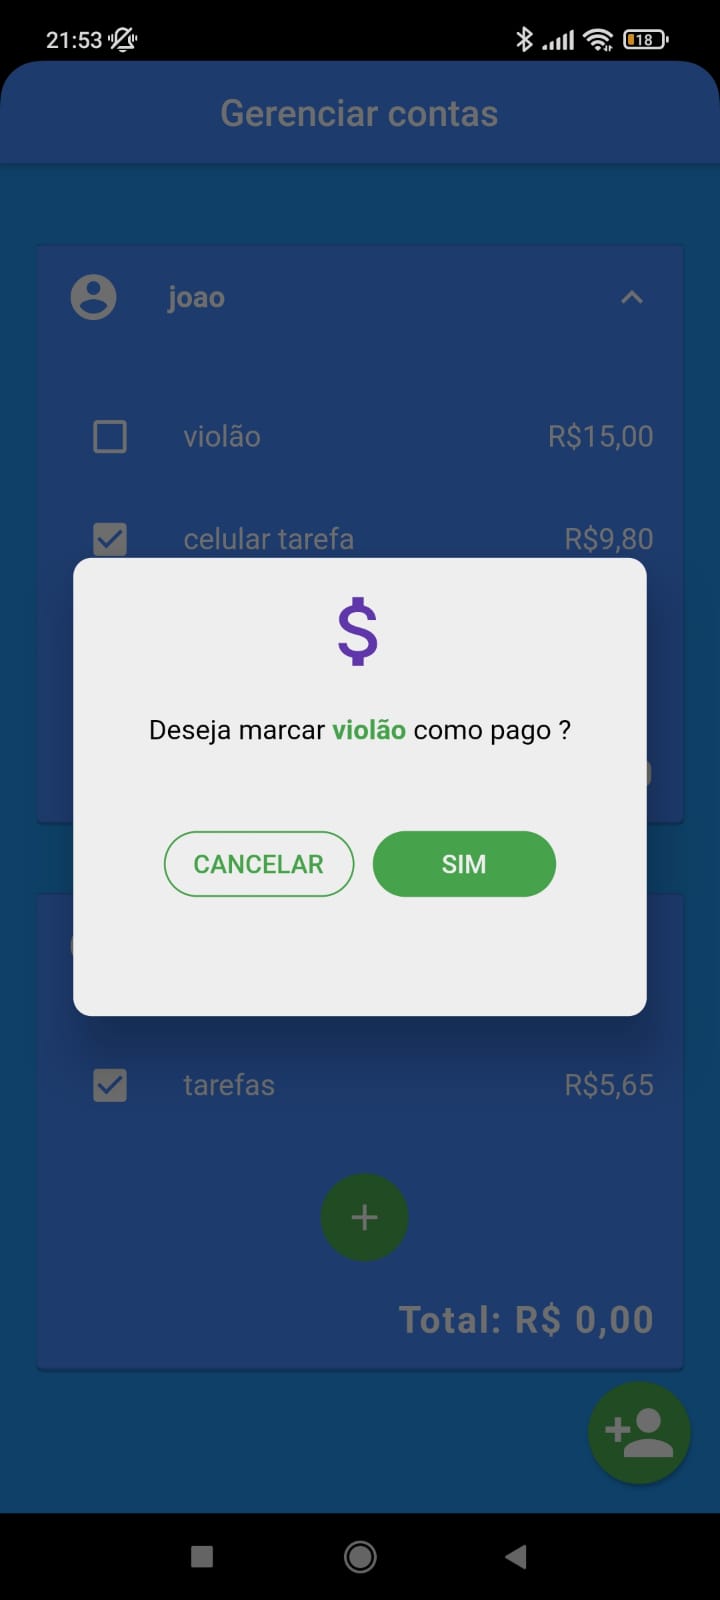 21:53
18
Gerenciar contas
joao
violão R$15,00
celular tarefa R$9,80
$
Deseja marcar violão como pago ?
CANCELAR SIM
tarefas R$5,65
+
Total: R$ 0,00